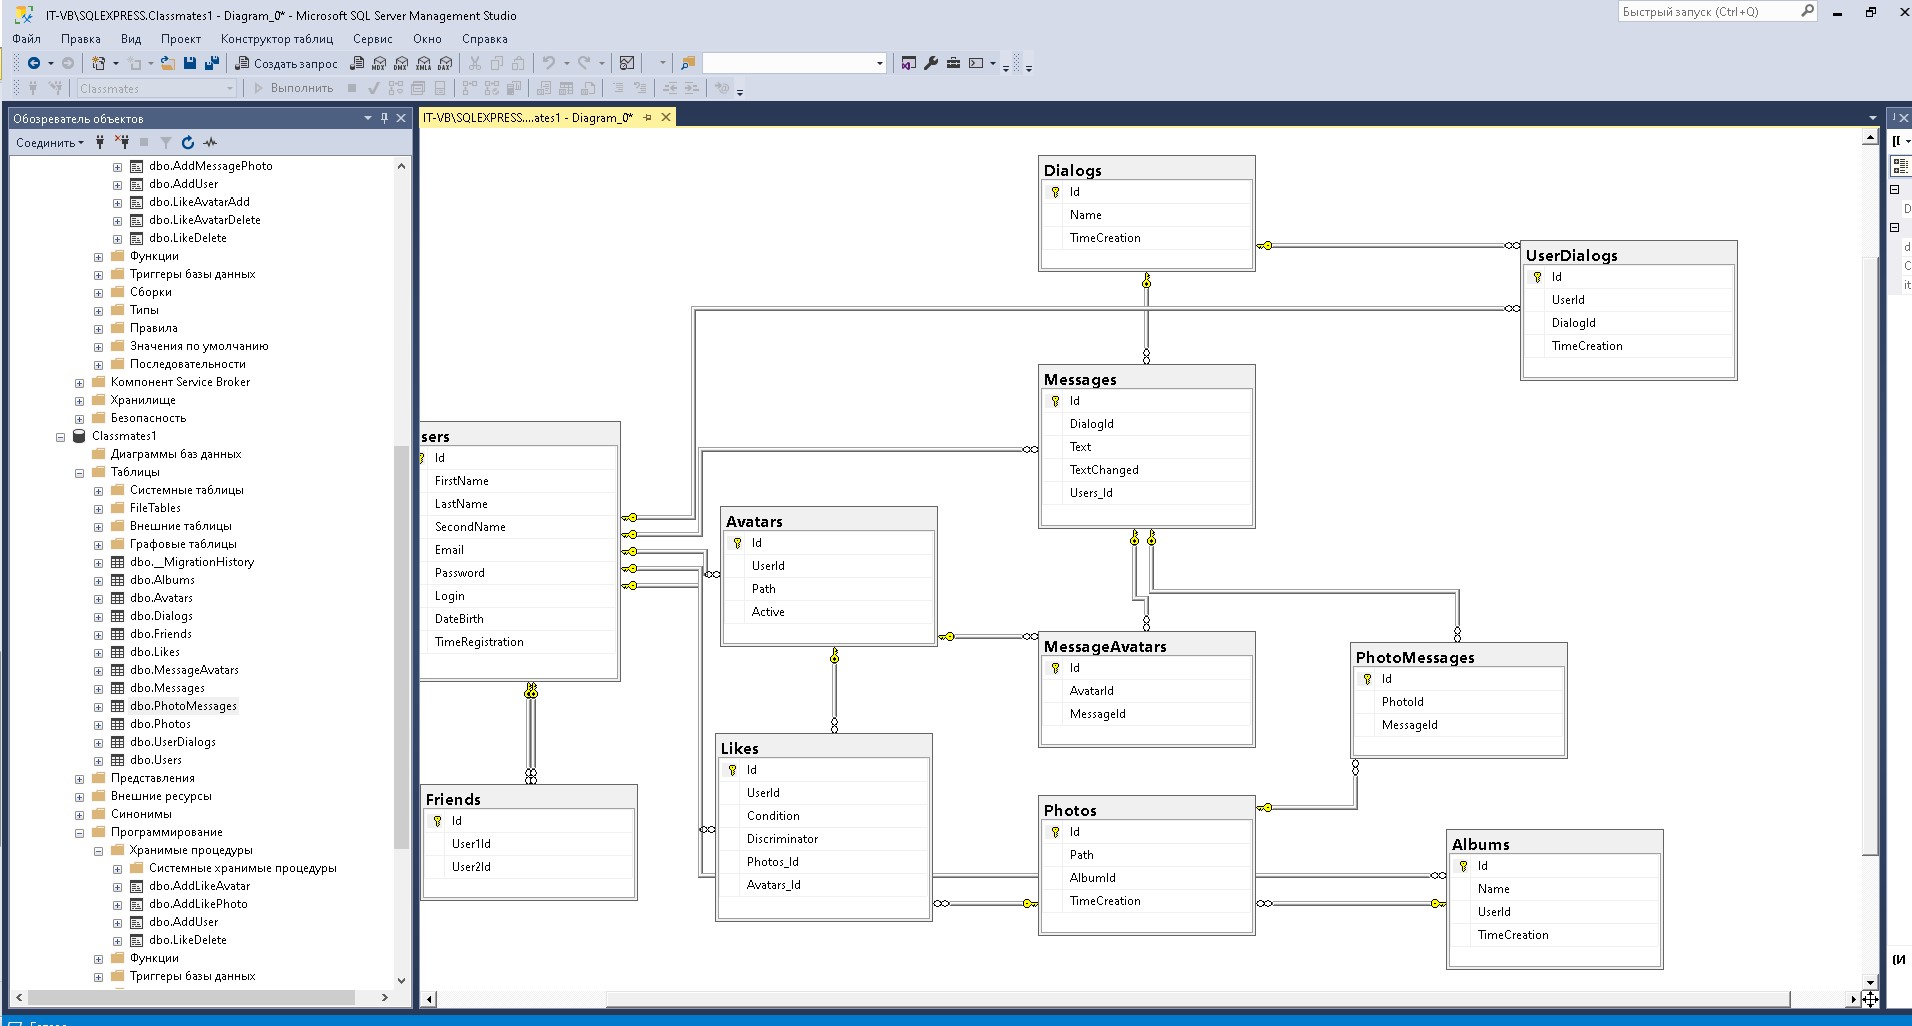 IT-VB\SQLEXPRESS.Classmates1 - Diagram_0* - Microsoft SQL Server Management Studio
Быстрый запуск (Ctrl+Q)
Файл Правка Вид Проект Конструктор таблиц Сервис Окно Справка
Создать запрос MDX DMX XMLA DAX
Classmates Выполнить
Обозреватель объектов
Соединить
dbo.AddMessagePhoto
dbo.AddUser
dbo.LikeAvatarAdd
dbo.LikeAvatarDelete
dbo.LikeDelete
Функции
Триггеры базы данных
Сборки
Типы
Правила
Значения по умолчанию
Последовательности
Компонент Service Broker
Хранилище
Безопасность
Classmates1
Диаграммы баз данных
Таблицы
Системные таблицы
FileTables
Внешние таблицы
Графовые таблицы
dbo.__MigrationHistory
dbo.Albums
dbo.Avatars
dbo.Dialogs
dbo.Friends
dbo.Likes
dbo.MessageAvatars
dbo.Messages
dbo.PhotoMessages
dbo.Photos
dbo.UserDialogs
dbo.Users
Представления
Внешние ресурсы
Синонимы
Программирование
Хранимые процедуры
Системные хранимые процедуры
dbo.AddLikeAvatar
dbo.AddLikePhoto
dbo.AddUser
dbo.LikeDelete
Функции
Триггеры базы данных
IT-VB\SQLEXPRESS....ates1 - Diagram_0*
Dialogs
Id
Name
TimeCreation
UserDialogs
Id
UserId
DialogId
TimeCreation
Messages
Id
DialogId
Text
TextChanged
Users_Id
sers
Id
FirstName
LastName
SecondName
Email
Password
Login
DateBirth
TimeRegistration
Avatars
Id
UserId
Path
Active
MessageAvatars
Id
AvatarId
MessageId
PhotoMessages
Id
PhotoId
MessageId
Likes
Id
UserId
Condition
Discriminator
Photos_Id
Avatars_Id
Friends
Id
User1Id
User2Id
Photos
Id
Path
AlbumId
TimeCreation
Albums
Id
Name
UserId
TimeCreation